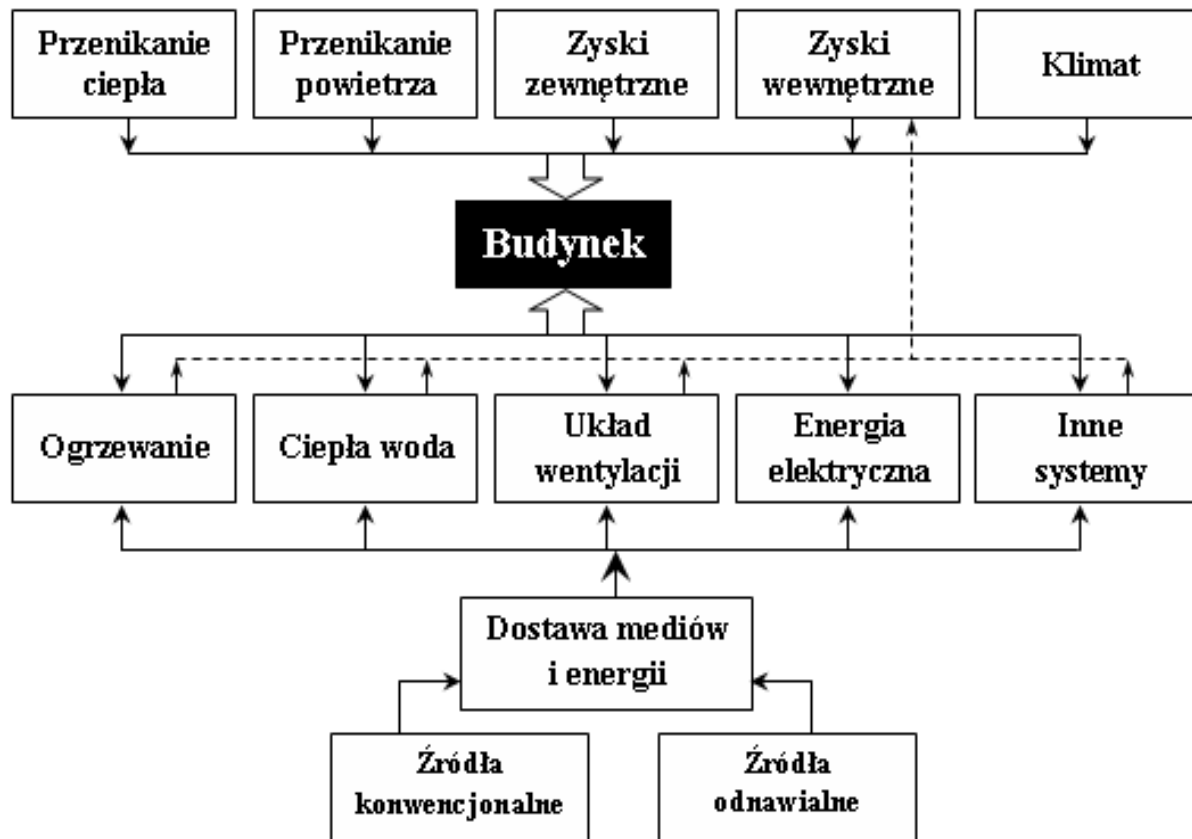 Przenikanie
ciepła
Przenikanie
powietrza
Zyski
zewnętrzne
Zyski
wewnętrzne
Klimat
Budynek
Ogrzewanie
Ciepła woda
Układ
wentylacji
Energia
elektryczna
Inne
systemy
Dostawa mediów
i energii
Źródła
konwencjonalne
Źródła
odnawialne